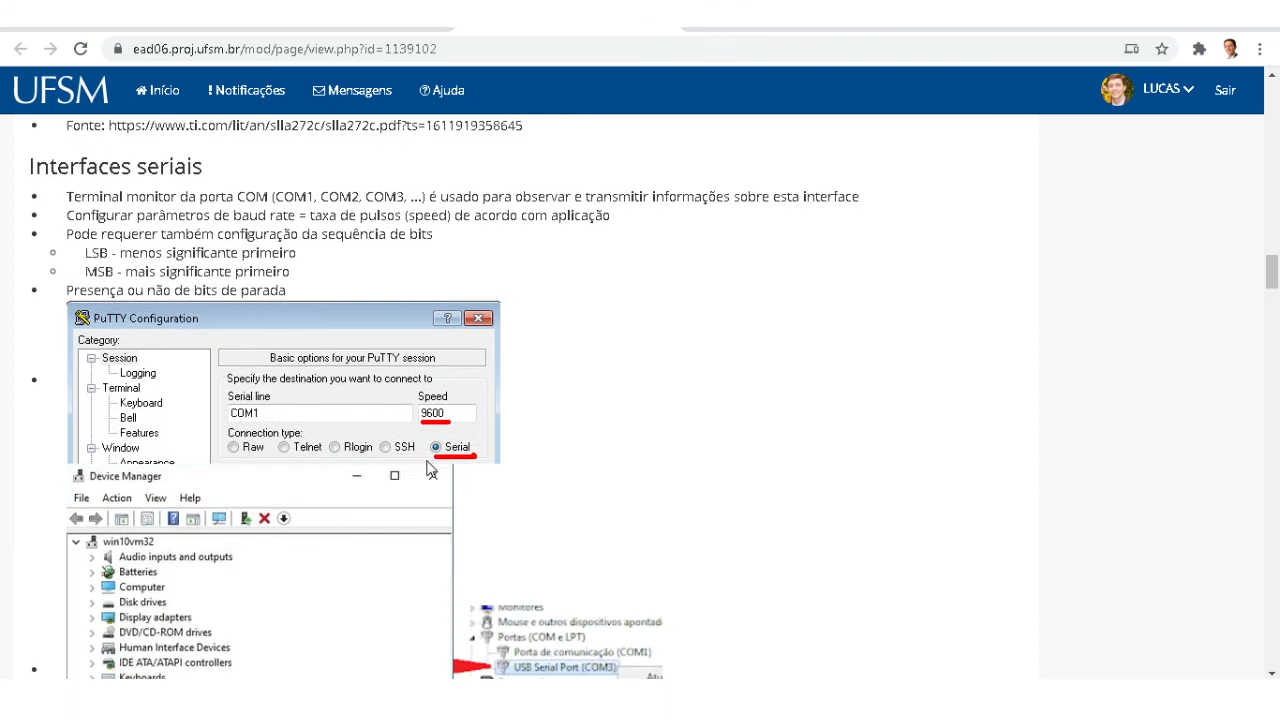 ead06.proj.ufsm.br/mod/page/view.php?id=1139102
UFSM Início Notificações Mensagens Ajuda LUCAS Sair
• Fonte: https://www.ti.com/lit/an/slla272c/slla272c.pdf?ts=1611919358645
Interfaces seriais
• Terminal monitor da porta COM (COM1, COM2, COM3, ...) é usado para observar e transmitir informações sobre esta interface
• Configurar parâmetros de baud rate = taxa de pulsos (speed) de acordo com aplicação
• Pode requerer também configuração da sequência de bits
LSB - menos significante primeiro
MSB - mais significante primeiro
• Presença ou não de bits de parada
PuTTY Configuration
Category:
Session
Logging
Terminal
Keyboard
Bell
Features
Window
Appearance
Basic options for your PuTTY session
Specify the destination you want to connect to
Serial line Speed
COM1 9600
Connection type:
Raw Telnet Rlogin SSH Serial
Device Manager
File Action View Help
win10vm32
Audio inputs and outputs
Batteries
Computer
Disk drives
Display adapters
DVD/CD-ROM drives
Human Interface Devices
IDE ATA/ATAPI controllers
Keyboards
Monitores
Mouse e outros dispositivos apontad
Portas (COM e LPT)
Porta de comunicação (COM1)
USB Serial Port (COM3)
Atu